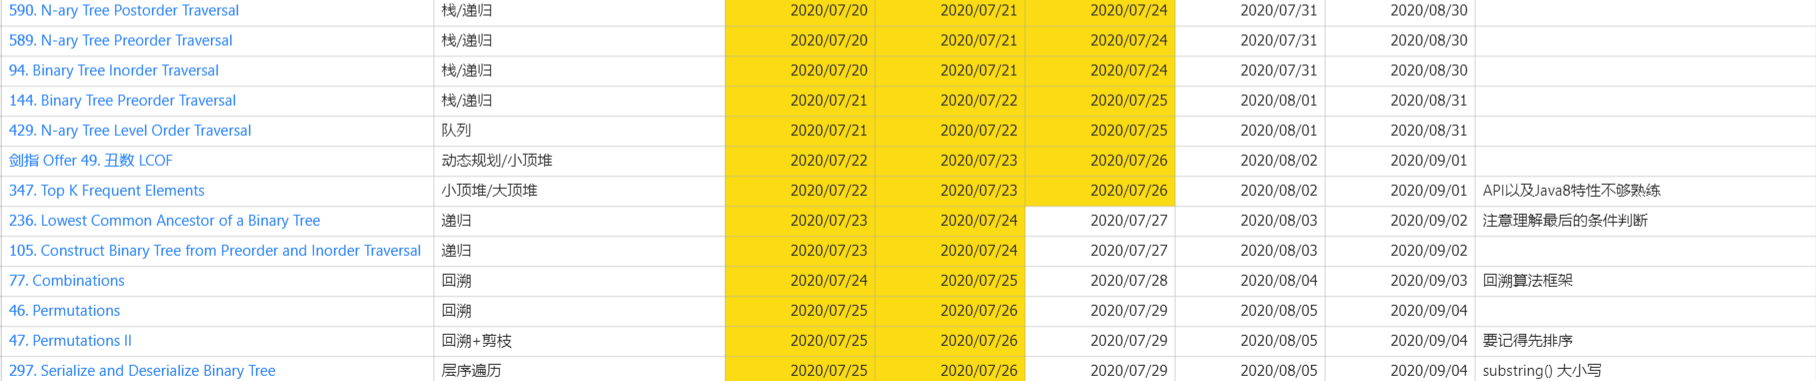 590. N-ary Tree Postorder Traversal 栈/递归 2020/07/20 2020/07/21 2020/07/24 2020/07/31 2020/08/30
589. N-ary Tree Preorder Traversal 栈/递归 2020/07/20 2020/07/21 2020/07/24 2020/07/31 2020/08/30
94. Binary Tree Inorder Traversal 栈/递归 2020/07/20 2020/07/21 2020/07/24 2020/07/31 2020/08/30
144. Binary Tree Preorder Traversal 栈/递归 2020/07/21 2020/07/22 2020/07/25 2020/08/01 2020/08/31
429. N-ary Tree Level Order Traversal 队列 2020/07/21 2020/07/22 2020/07/25 2020/08/01 2020/08/31
剑指 Offer 49. 丑数 LCOF 动态规划/小顶堆 2020/07/22 2020/07/23 2020/07/26 2020/08/02 2020/09/01
347. Top K Frequent Elements 小顶堆/大顶堆 2020/07/22 2020/07/23 2020/07/26 2020/08/02 2020/09/01 API以及Java8特性不够熟练
236. Lowest Common Ancestor of a Binary Tree 递归 2020/07/23 2020/07/24 2020/07/27 2020/08/03 2020/09/02 注意理解最后的条件判断
105. Construct Binary Tree from Preorder and Inorder Traversal 递归 2020/07/23 2020/07/24 2020/07/27 2020/08/03 2020/09/02
77. Combinations 回溯 2020/07/24 2020/07/25 2020/07/28 2020/08/04 2020/09/03 回溯算法框架
46. Permutations 回溯 2020/07/25 2020/07/26 2020/07/29 2020/08/05 2020/09/04
47. Permutations II 回溯+剪枝 2020/07/25 2020/07/26 2020/07/29 2020/08/05 2020/09/04 要记得先排序
297. Serialize and Deserialize Binary Tree 层序遍历 2020/07/25 2020/07/26 2020/07/29 2020/08/05 2020/09/04 substring() 大小写